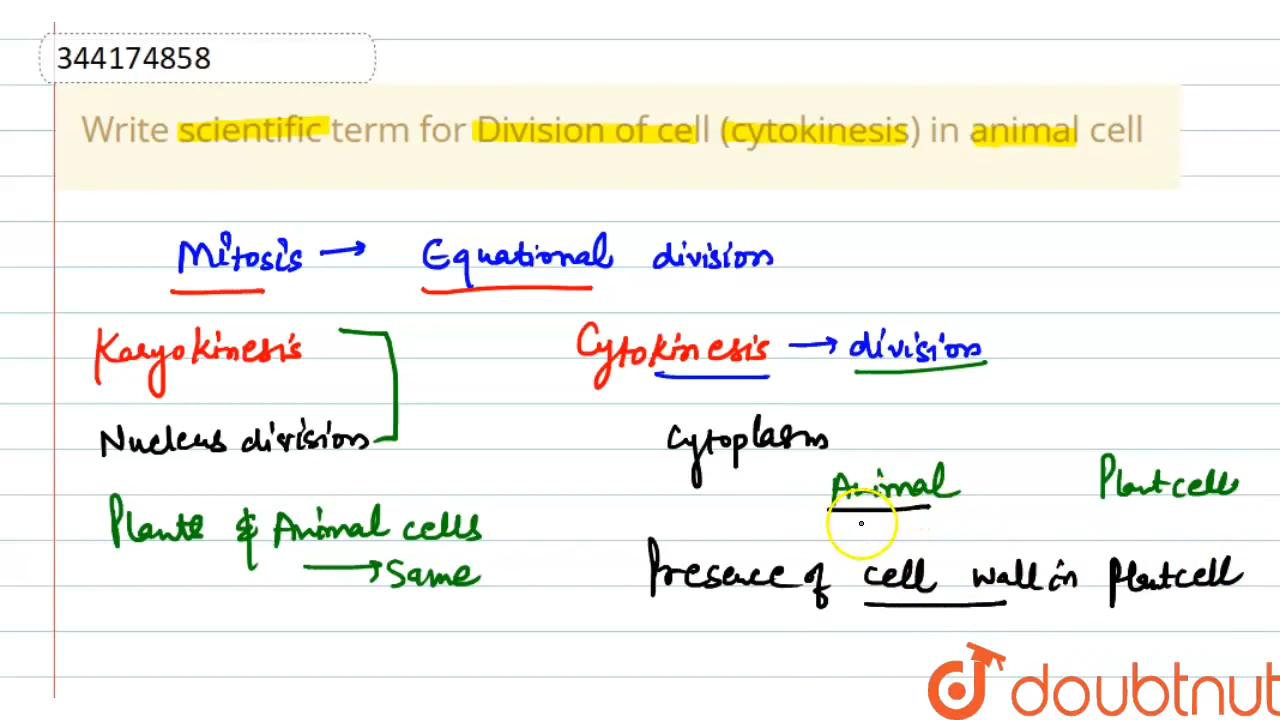 344174858
Write scientific term for Division of cell (cytokinesis) in animal cell
Mitosis → Equational division
Karyokinesis
Cytokinesis → division
Nucleus division
Cytoplasm
Animal Plant cell
Plants & Animal cells
→ Same
Presence of cell wall in Plant cell
doubtnut